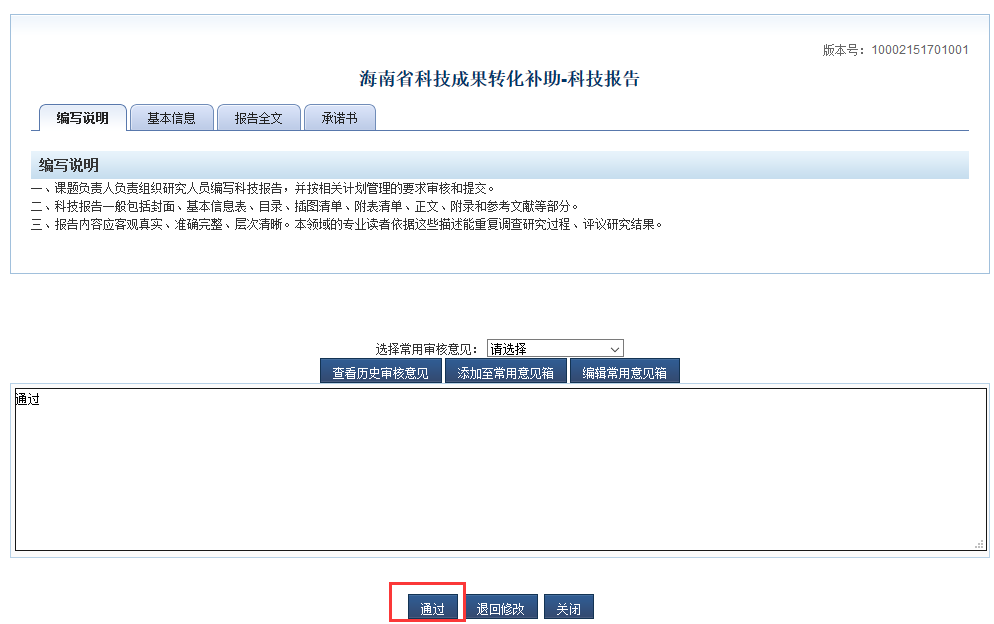 版本号：10002151701001
海南省科技成果转化补助-科技报告
编写说明 基本信息 报告全文 承诺书
编写说明
一、课题负责人负责组织研究人员编写科技报告，并按相关计划管理的要求审核和提交。
二、科技报告一般包括封面、基本信息表、目录、插图清单、附表清单、正文、附录和参考文献等部分。
三、报告内容应客观真实、准确完整、层次清晰。本领域的专业读者依据这些描述能重复调查研究过程、评议研究结果。
选择常用审核意见： 请选择
查看历史审核意见 添加至常用意见箱 编辑常用意见箱
通过
通过 退回修改 关闭